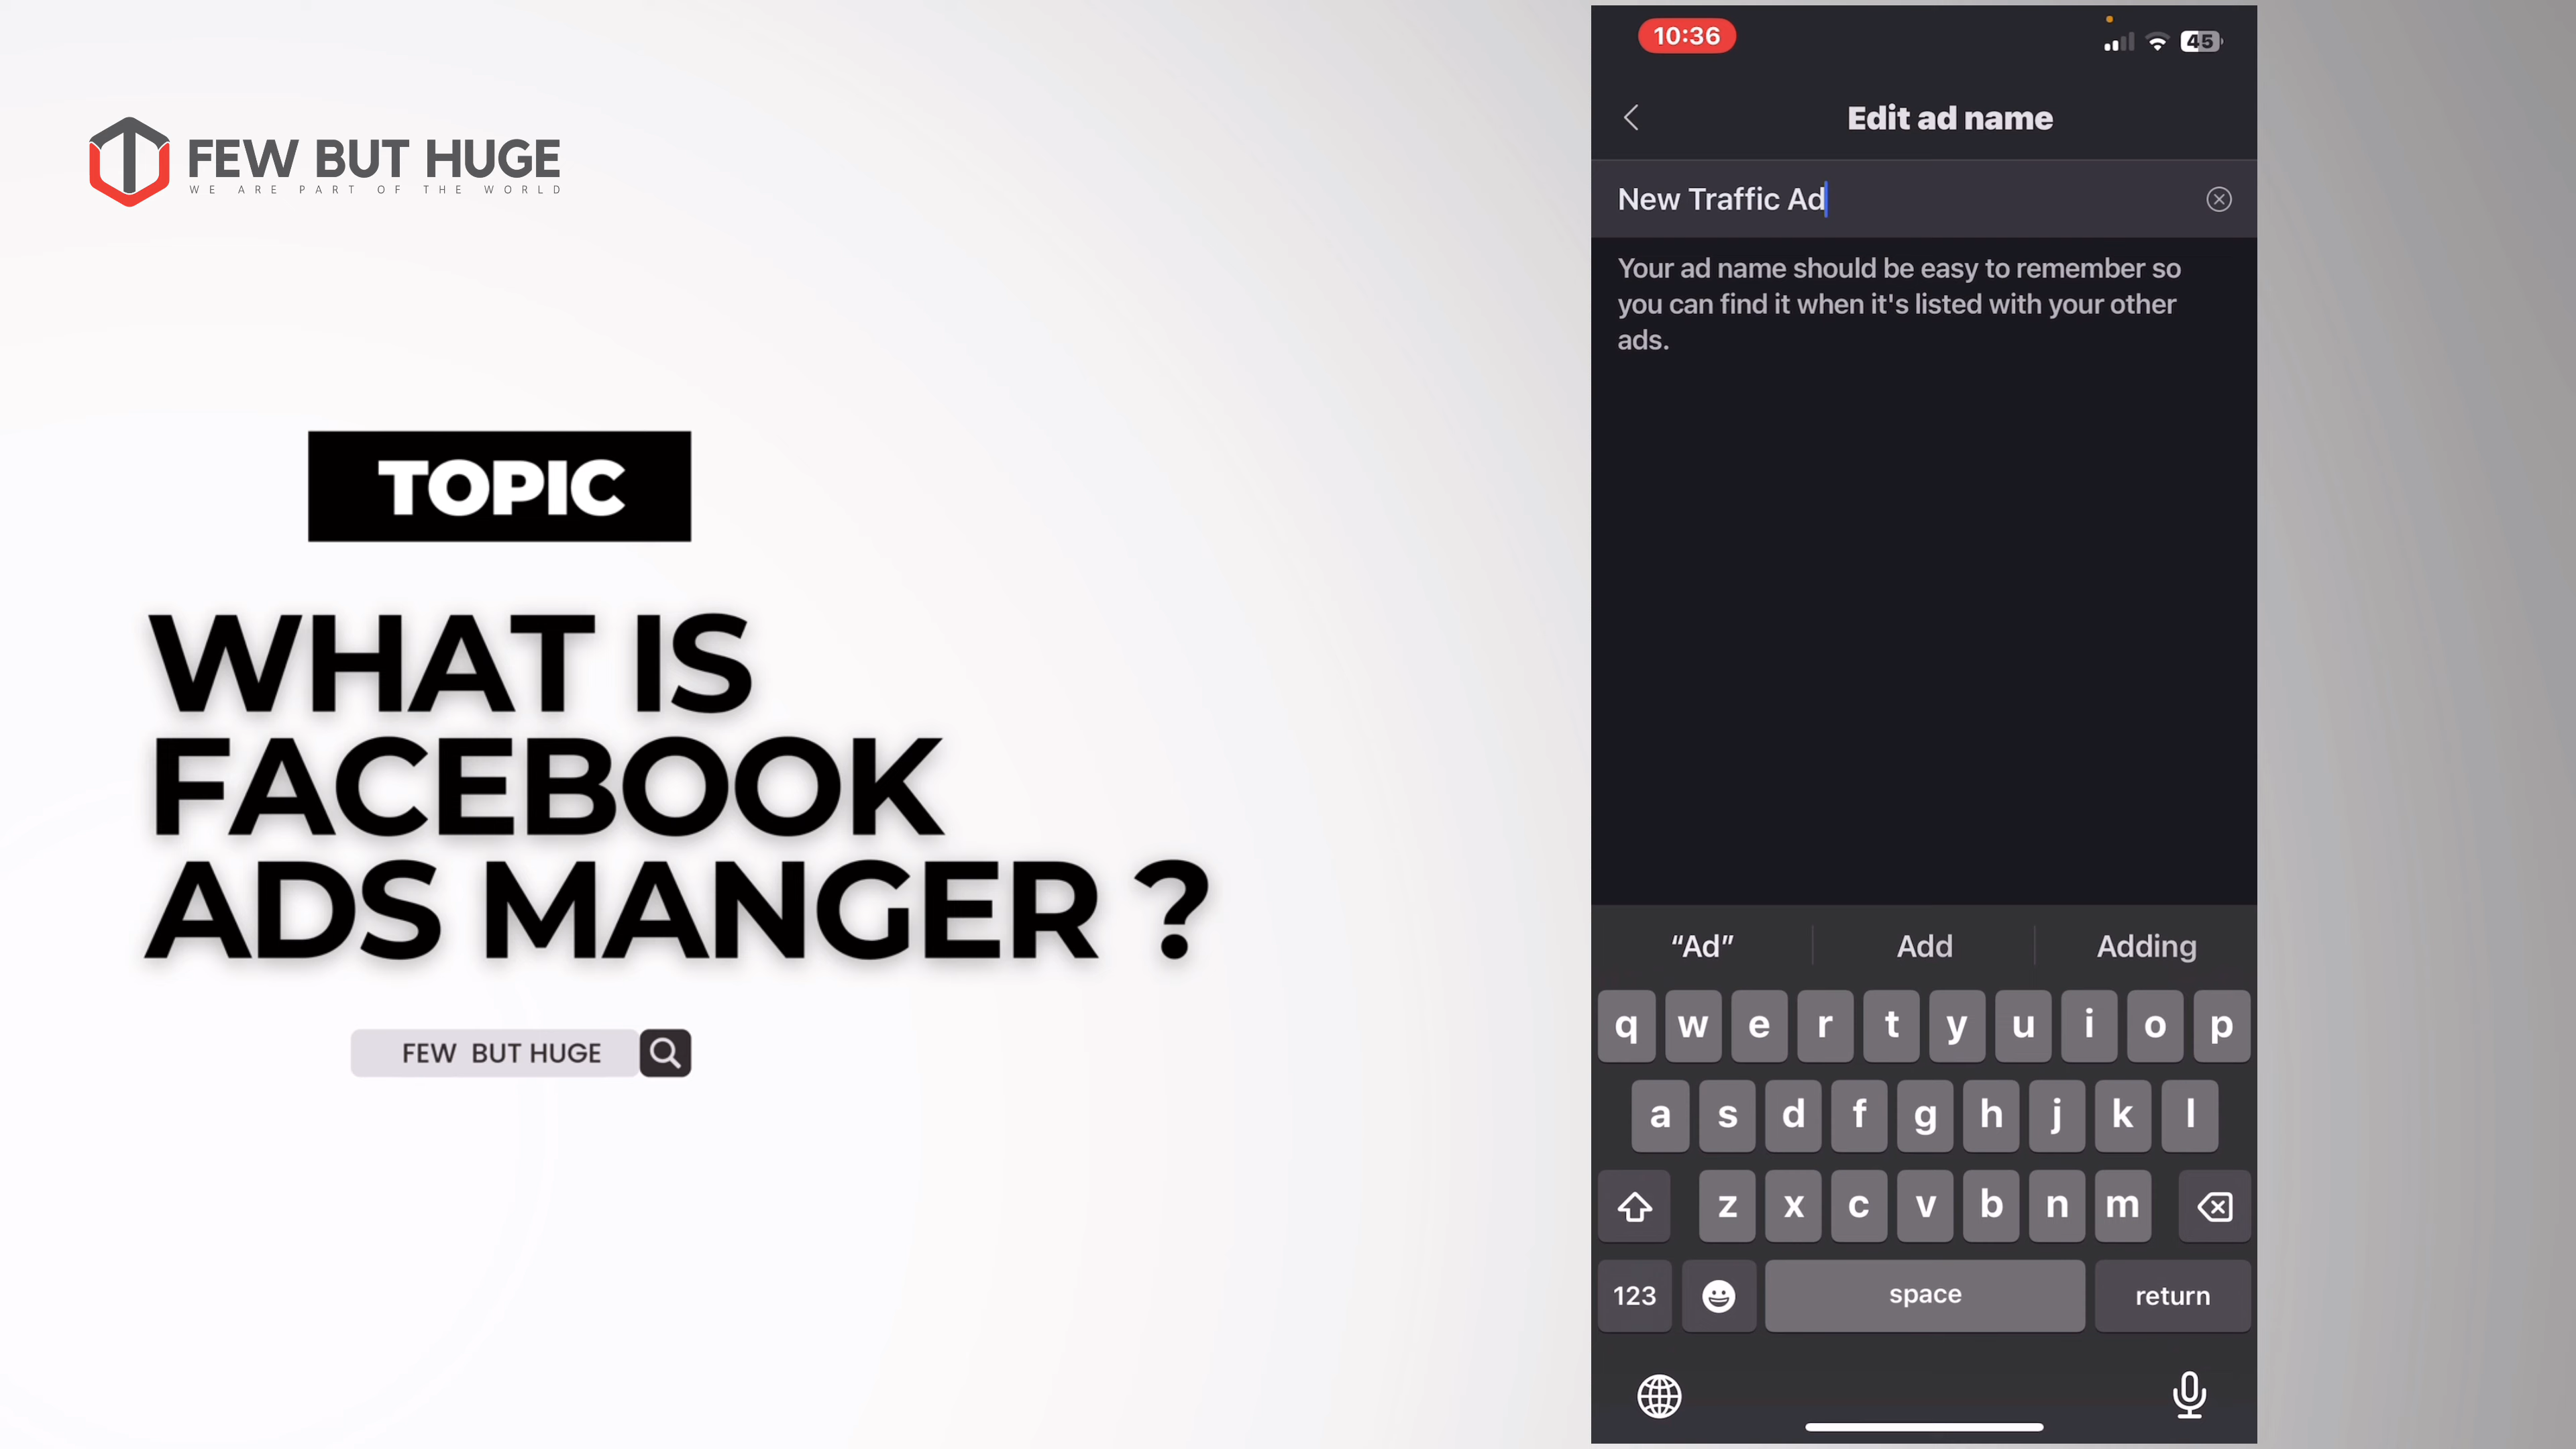 FEW BUT HUGE
WE ARE PART OF THE WORLD
TOPIC
WHAT IS
FACEBOOK
ADS MANGER ?
FEW BUT HUGE
10:36
45
Edit ad name
New Traffic Ad
Your ad name should be easy to remember so
you can find it when it's listed with your other
ads.
“Ad” Add Adding
q w e r t y u i o p
a s d f g h j k l
z x c v b n m
123 space return